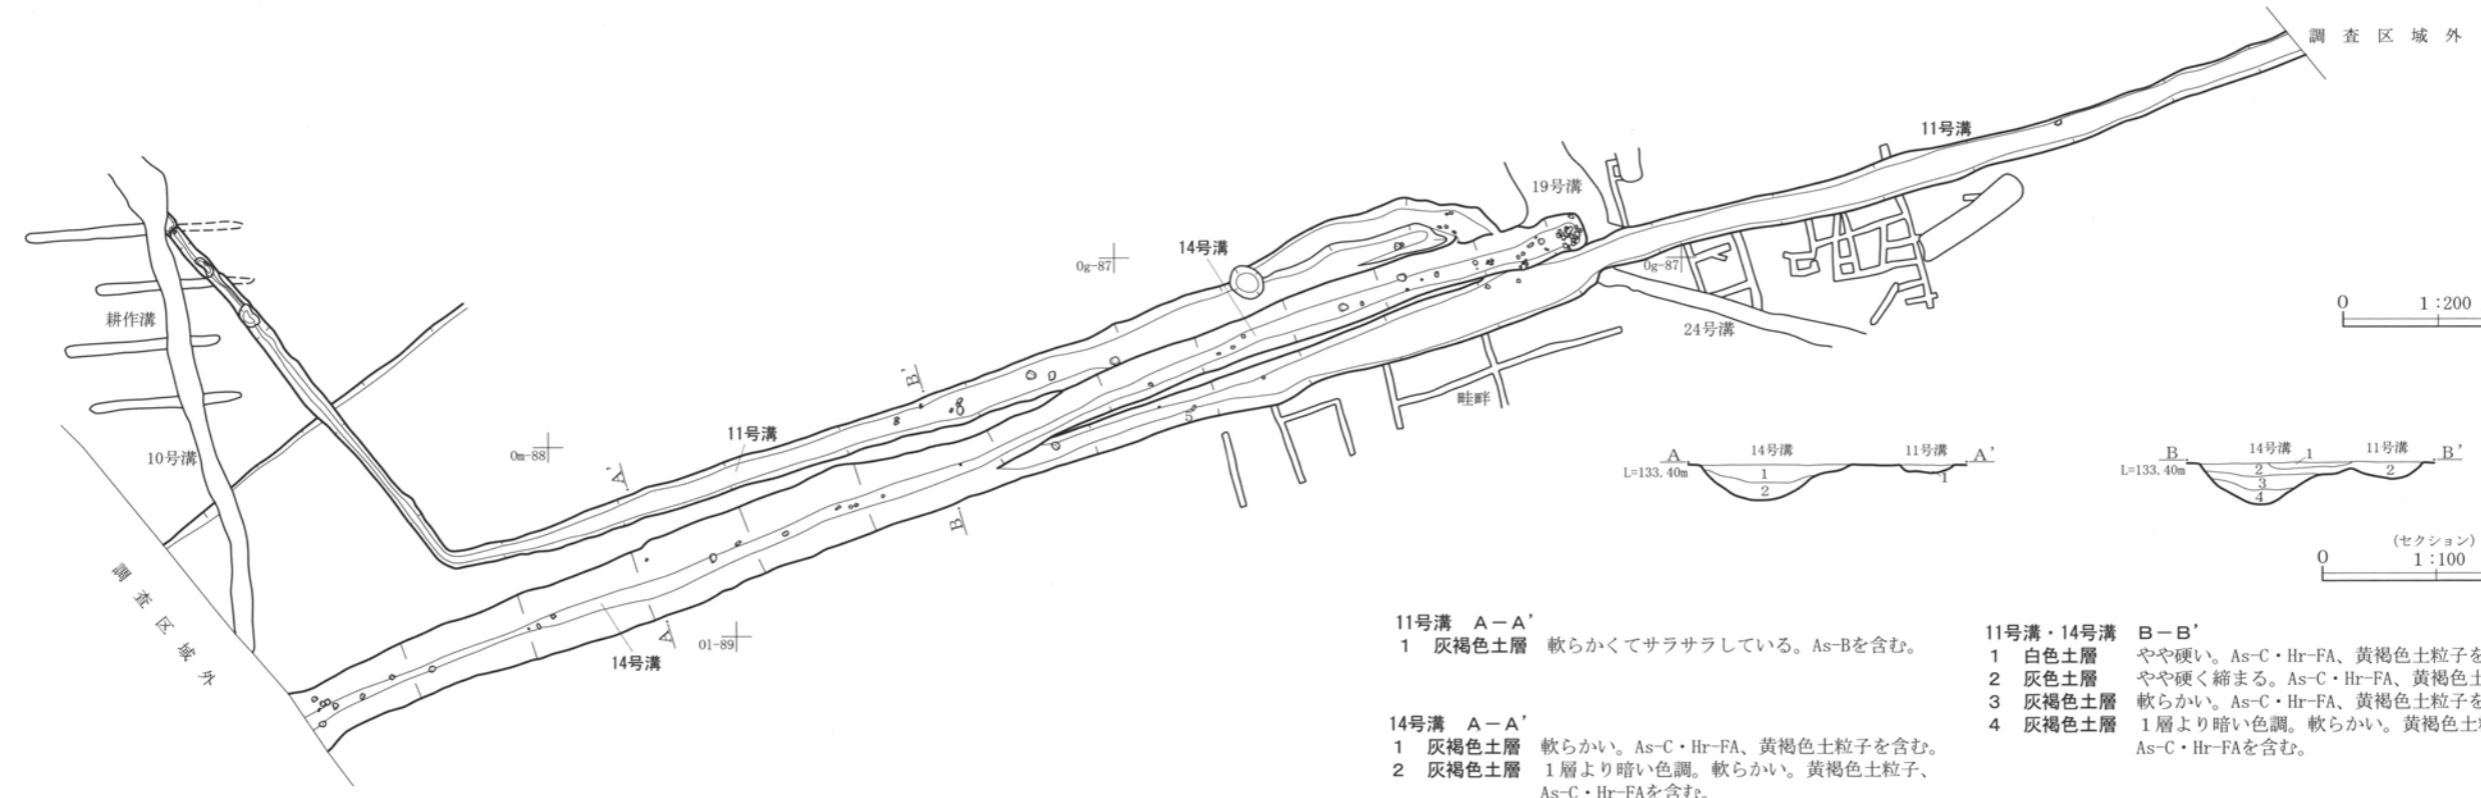 調査区域外
11号溝
19号溝
14号溝
0g-87
0g-87
耕作溝
24号溝
0 1:200
畦畔
10号溝
0m-88
11号溝
B'
A'
5
B
A
0l-89
14号溝
調査区域外
A 14号溝 11号溝 A'
L=133.40m
1
2
1
B 14号溝 1 11号溝 B'
L=133.40m
2
3
4
2
(セクション)
0 1:100
11号溝 A-A'
1 灰褐色土層 軟らかくてサラサラしている。As-Bを含む。
14号溝 A-A'
1 灰褐色土層 軟らかい。As-C・Hr-FA、黄褐色土粒子を含む。
2 灰褐色土層 1層より暗い色調。軟らかい。黄褐色土粒子、
As-C・Hr-FAを含む。
11号溝・14号溝 B-B'
1 白色土層 やや硬い。As-C・Hr-FA、黄褐色土粒子を
2 灰色土層 やや硬く締まる。As-C・Hr-FA、黄褐色土
3 灰褐色土層 軟らかい。As-C・Hr-FA、黄褐色土粒子を
4 灰褐色土層 1層より暗い色調。軟らかい。黄褐色土
As-C・Hr-FAを含む。